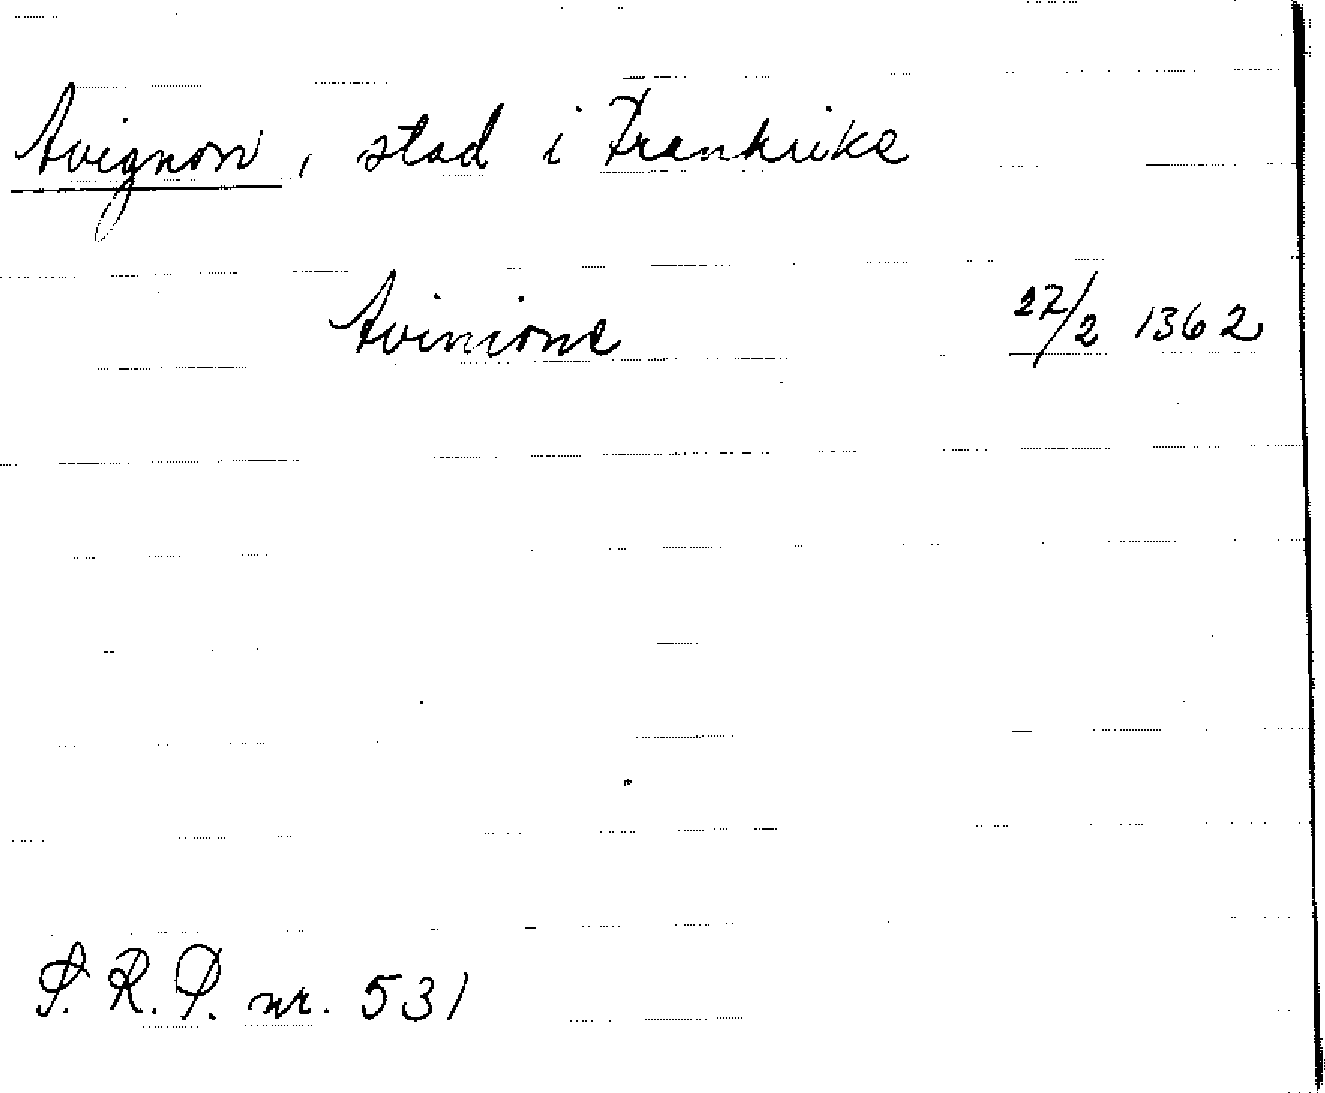 Avignon, stad i Frankrike
Avinione 27/2 1362
S. R. P. nr. 531